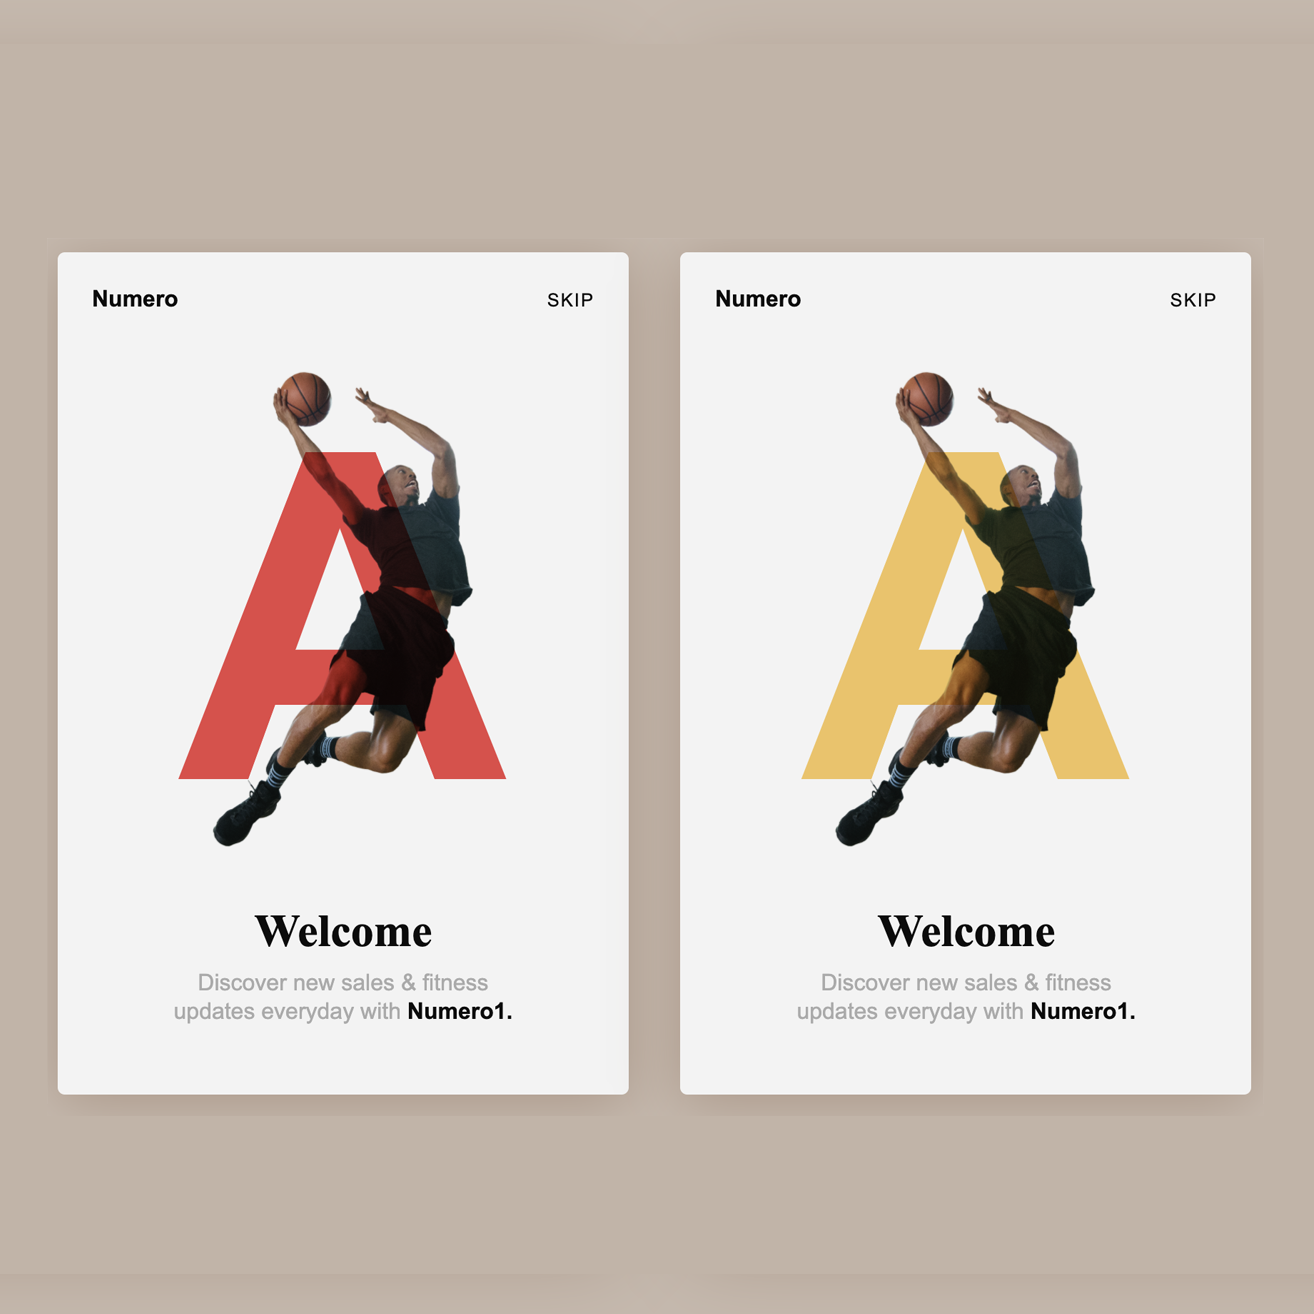 Numero
SKIP
A
Welcome
Discover new sales & fitness
updates everyday with Numero1.
Numero
SKIP
A
Welcome
Discover new sales & fitness
updates everyday with Numero1.